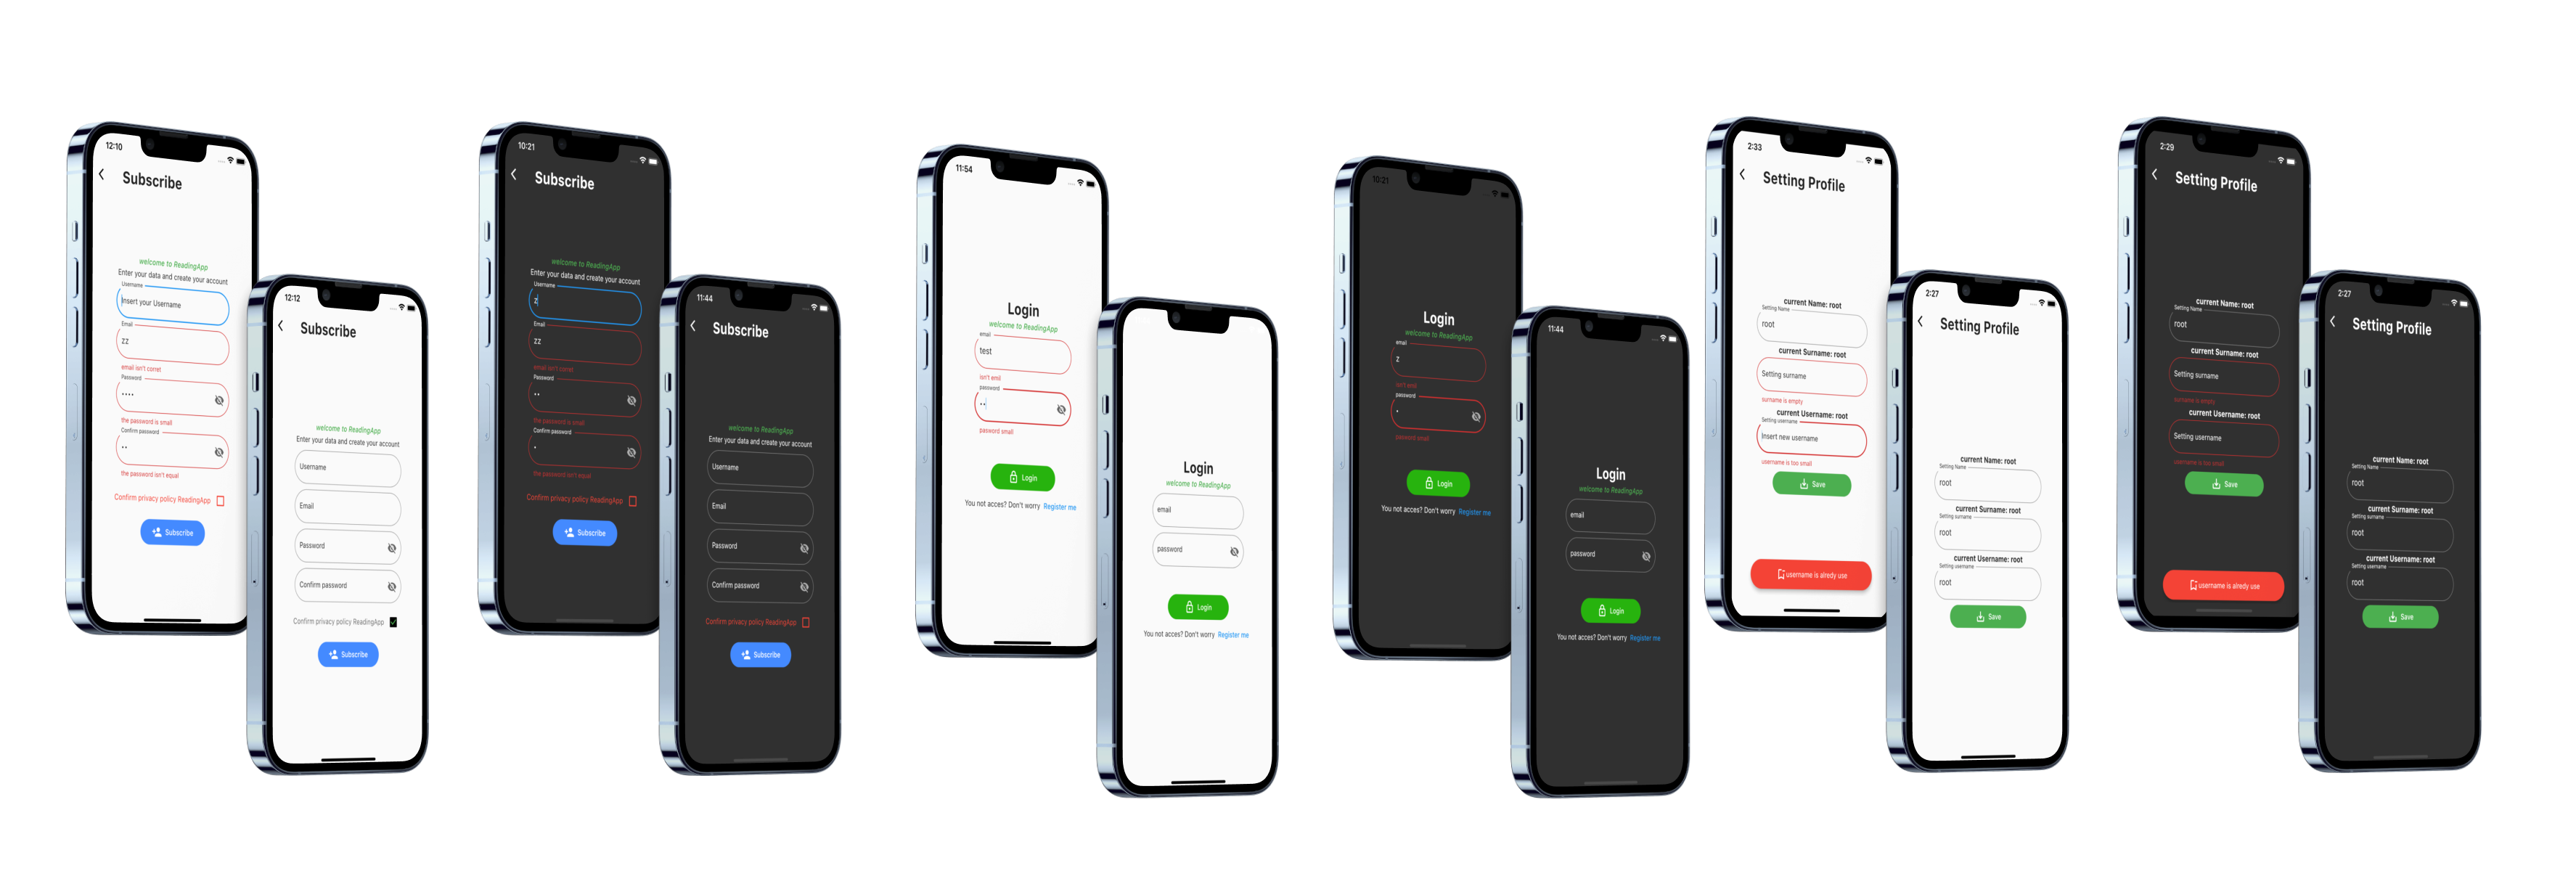 12:10
Subscribe
welcome to ReadingApp
Enter your data and create your account
Username
Insert your Username
Email
zz
email isn't corret
Password
••••
the password is small
Confirm password
••
the password isn't equal
Confirm privacy policy ReadingApp
Subscribe
12:12
Subscribe
welcome to ReadingApp
Enter your data and create your account
Username
Email
Password
Confirm password
Confirm privacy policy ReadingApp
Subscribe
10:21
Subscribe
welcome to ReadingApp
Enter your data and create your account
Username
z
Email
zz
email isn't corret
Password
••
the password is small
Confirm password
•
the password isn't equal
Confirm privacy policy ReadingApp
Subscribe
11:44
Subscribe
welcome to ReadingApp
Enter your data and create your account
Username
Email
Password
Confirm password
Confirm privacy policy ReadingApp
Subscribe
11:54
Login
welcome to ReadingApp
email
test
isn't emil
password
••
pasword small
Login
You not acces? Don't worry Register me
Login
welcome to ReadingApp
email
password
Login
You not acces? Don't worry Register me
10:21
Login
welcome to ReadingApp
email
z
isn't emil
password
•
pasword small
Login
You not acces? Don't worry Register me
11:44
Login
welcome to ReadingApp
email
password
Login
You not acces? Don't worry Register me
2:33
Setting Profile
current Name: root
Setting Name
root
current Surname: root
Setting surname
surname is empty
current Username: root
Setting username
Insert new username
username is too small
Save
username is alredy use
2:27
Setting Profile
current Name: root
Setting Name
root
current Surname: root
Setting surname
root
current Username: root
Setting username
root
Save
2:29
Setting Profile
current Name: root
Setting Name
root
current Surname: root
Setting surname
surname is empty
current Username: root
Setting username
username is too small
Save
username is alredy use
2:27
Setting Profile
current Name: root
Setting Name
root
current Surname: root
Setting surname
root
current Username: root
Setting username
root
Save